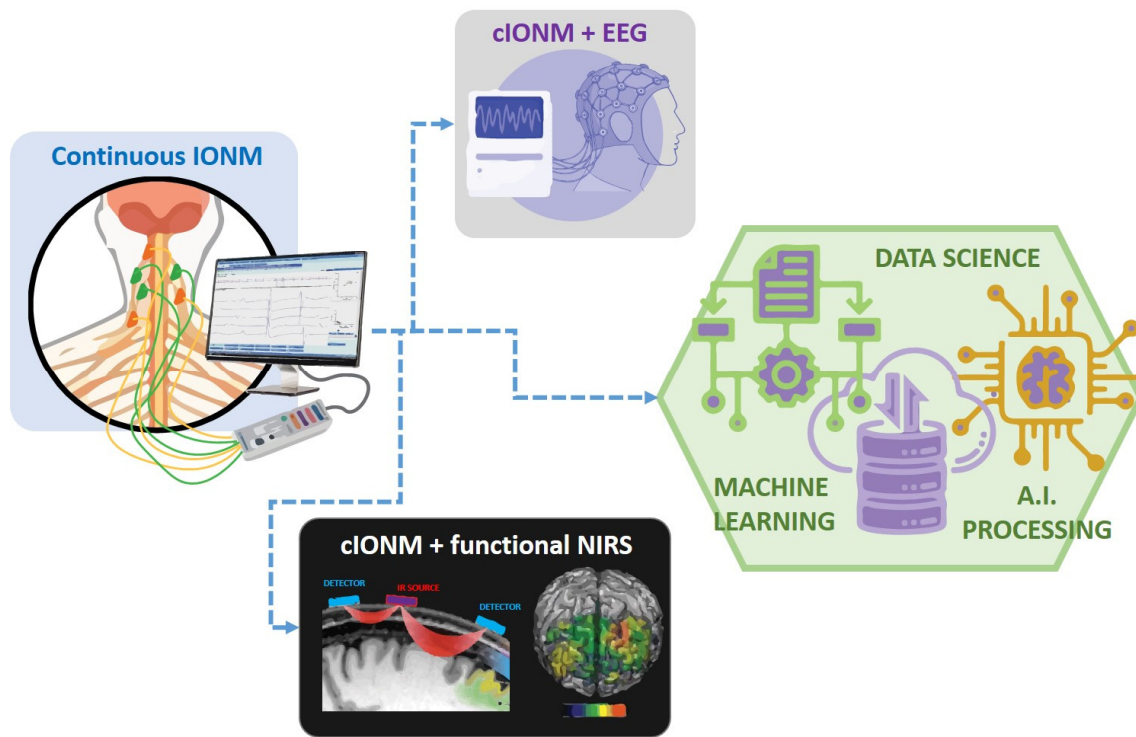 cIONM + EEG
Continuous IONM
DATA SCIENCE
MACHINE
LEARNING
A.I.
PROCESSING
cIONM + functional NIRS
DETECTOR
IR SOURCE
DETECTOR